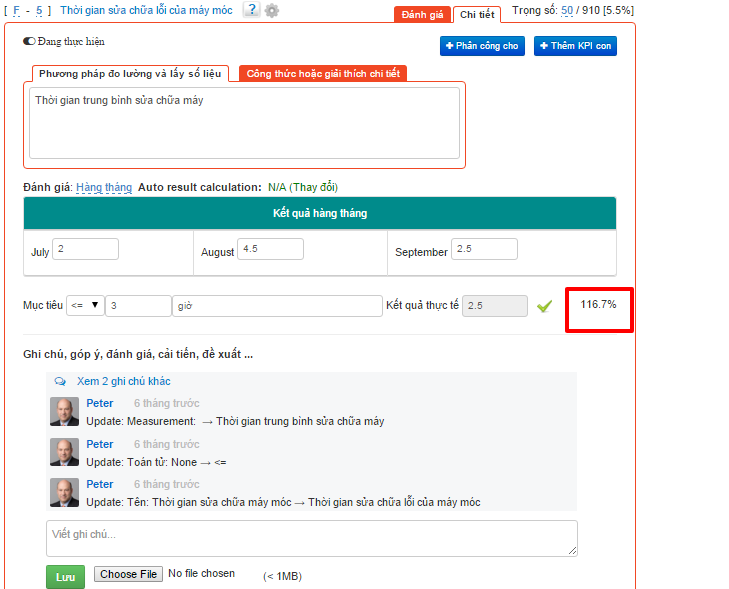 [ F - 5 ] Thời gian sửa chữa lỗi của máy móc ? Đánh giá Chi tiết Trọng số: 50 / 910 [5.5%]
Đang thực hiện
+ Phân công cho + Thêm KPI con
Phương pháp đo lường và lấy số liệu Công thức hoặc giải thích chi tiết
Thời gian trung bình sửa chữa máy
Đánh giá: Hàng tháng Auto result calculation: N/A (Thay đổi)
Kết quả hàng tháng
July 2 August 4.5 September 2.5
Mục tiêu <= 3 giờ Kết quả thực tế 2.5 116.7%
Ghi chú, góp ý, đánh giá, cải tiến, đề xuất ...
Xem 2 ghi chú khác
Peter 6 tháng trước
Update: Measurement: → Thời gian trung bình sửa chữa máy
Peter 6 tháng trước
Update: Toán tử: None → <=
Peter 6 tháng trước
Update: Tên: Thời gian sửa chữa máy móc → Thời gian sửa chữa lỗi của máy móc
Viết ghi chú...
Lưu Choose File No file chosen (< 1MB)